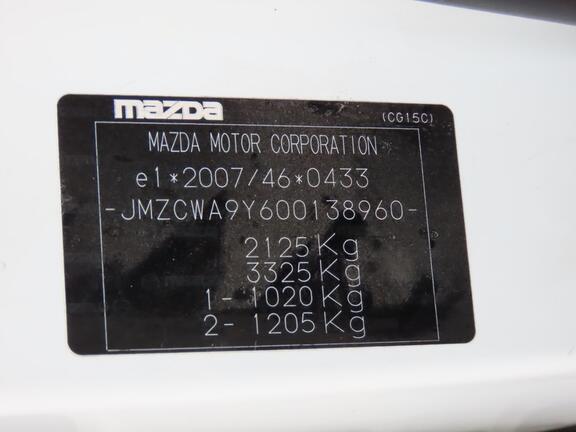 mazda
(CG15C)
MAZDA MOTOR CORPORATION
e1*2007/46*0433
-JMZCWA9Y600138960-
2125Kg
3325Kg
1- 1020Kg
2- 1205Kg